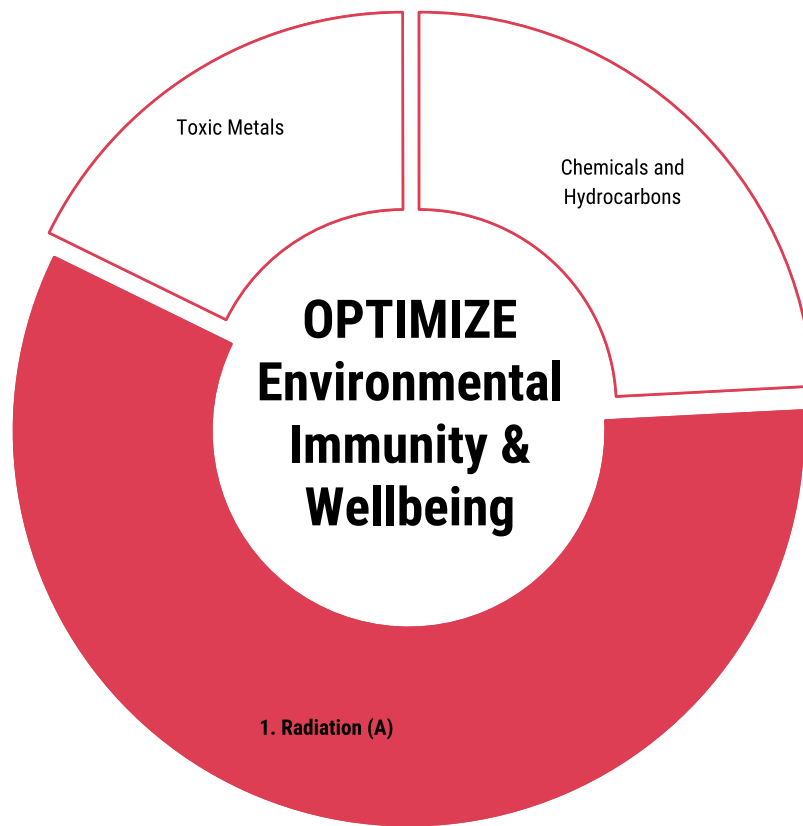 Toxic Metals
Chemicals and
Hydrocarbons
OPTIMIZE
Environmental
Immunity &
Wellbeing
1. Radiation (A)